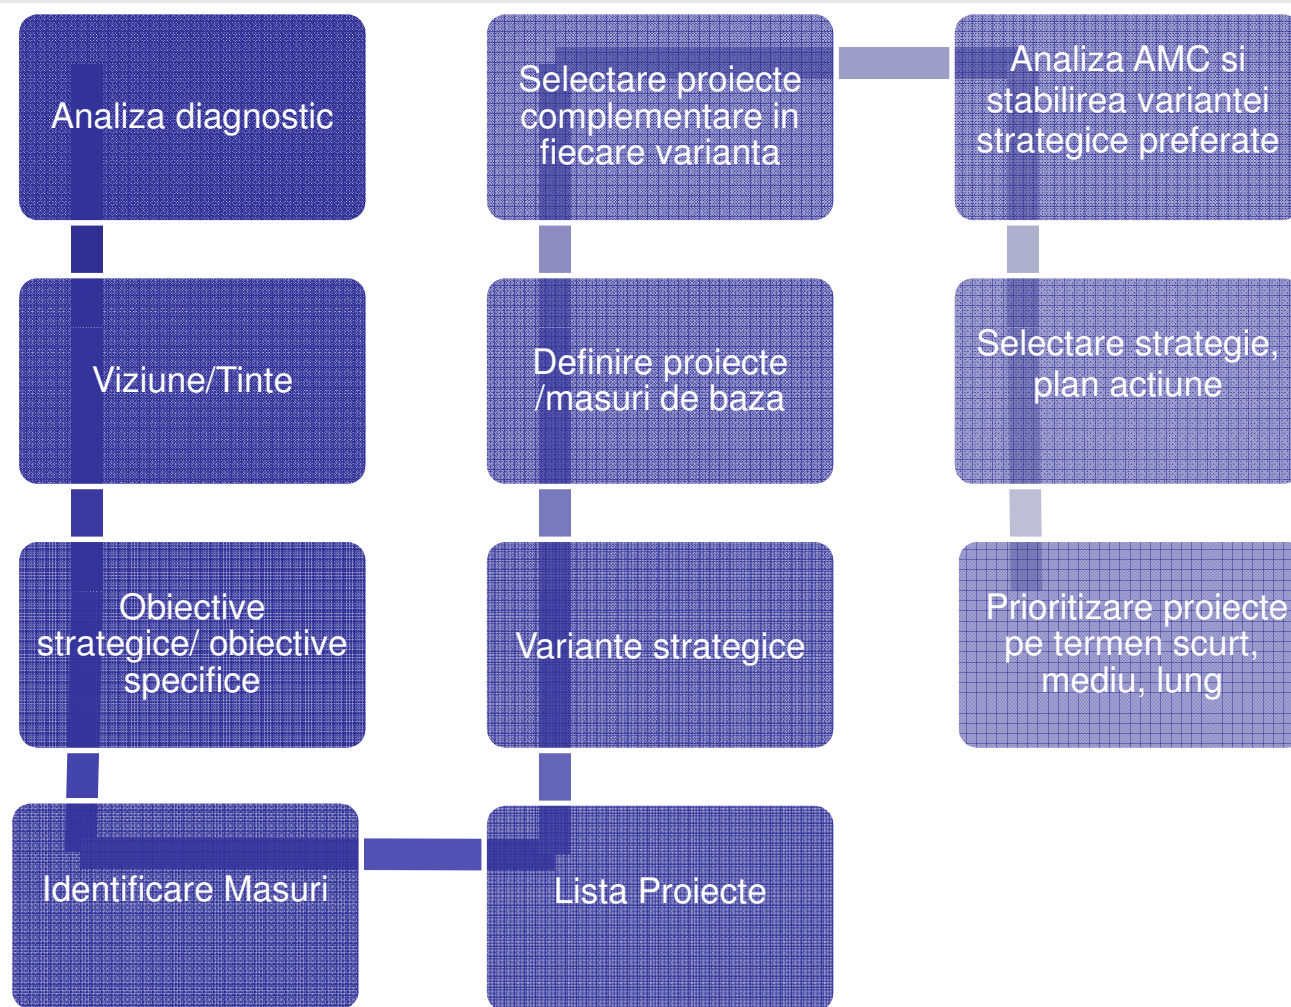 Analiza diagnostic
Viziune/Tinte
Obiective
strategice/ obiective
specifice
Identificare Masuri
Lista Proiecte
Variante strategice
Definire proiecte
/masuri de baza
Selectare proiecte
complementare in
fiecare varianta
Analiza AMC si
stabilirea variantei
strategice preferate
Selectare strategie,
plan actiune
Prioritizare proiecte
pe termen scurt,
mediu, lung